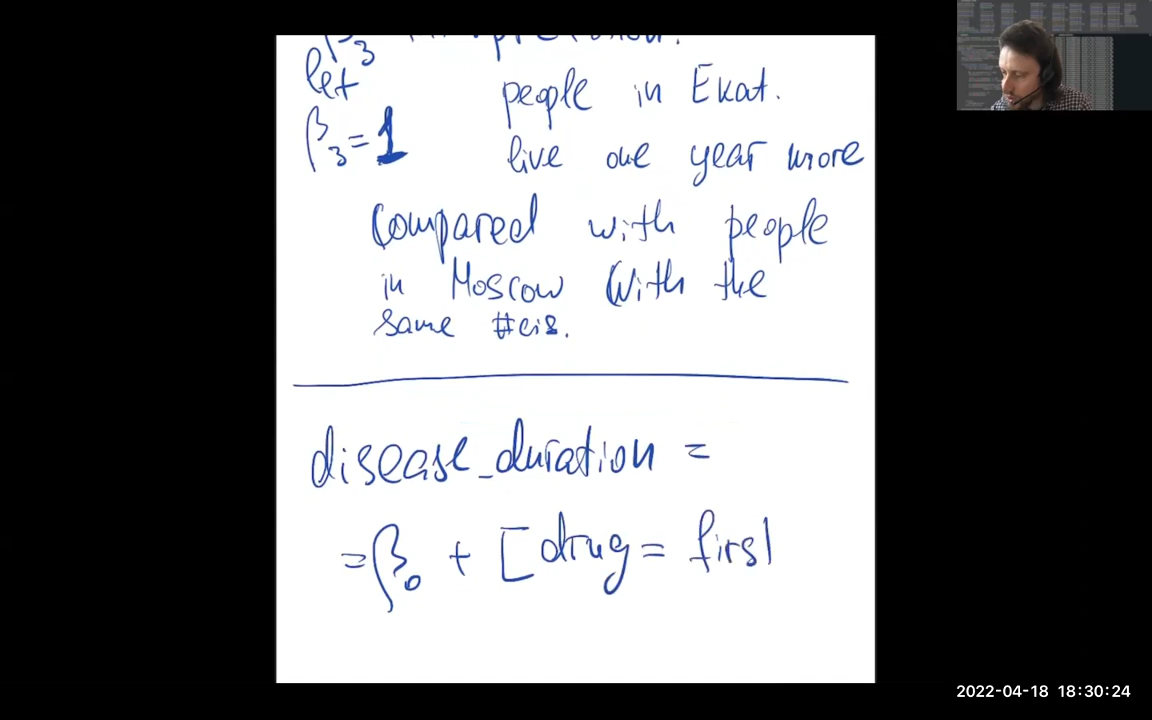 β3
let
people in Ekat.
β3=1
live one year more
Compared with people
in Moscow With the
same #cig.
disease_duration =
=β0 + [drug= first
2022-04-18 18:30:24